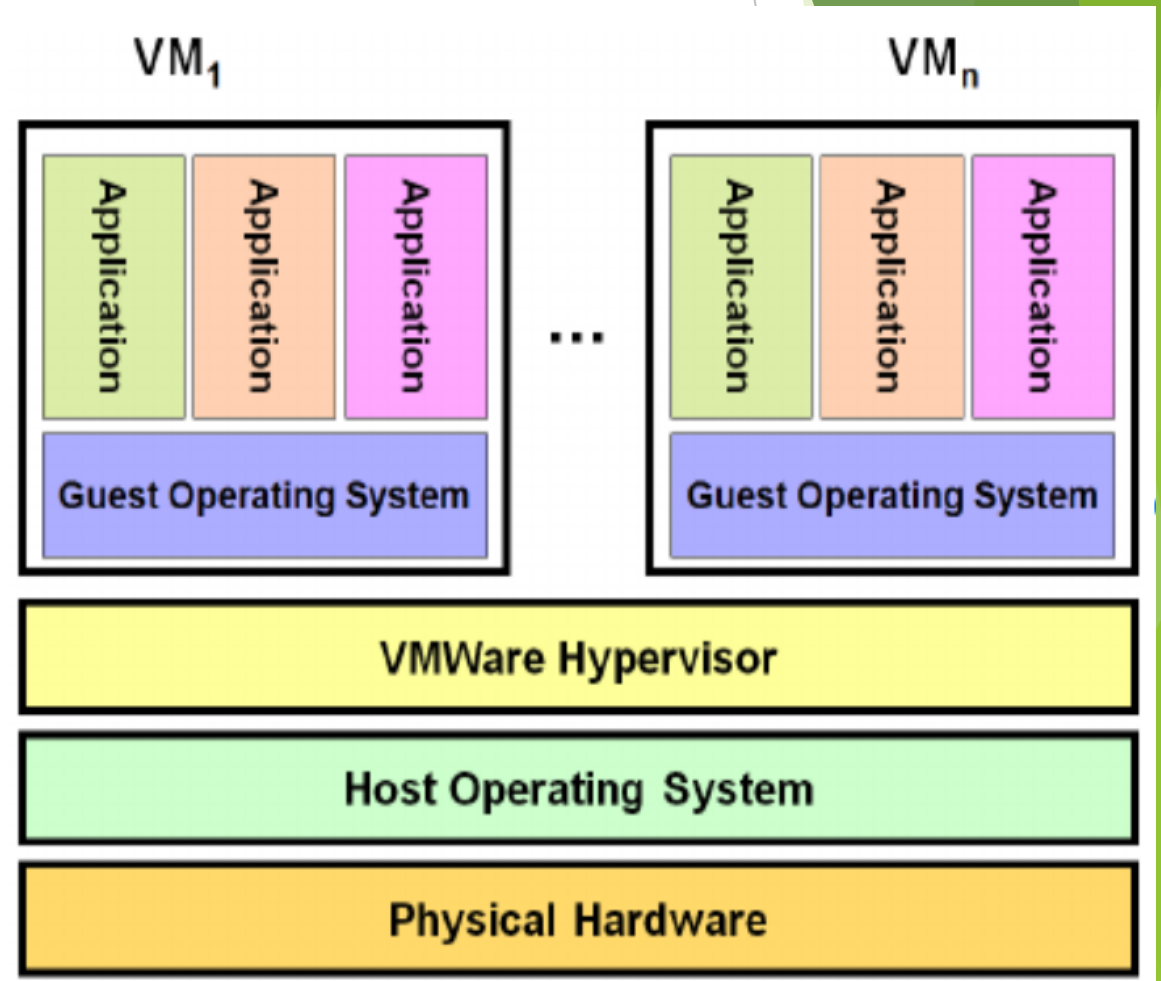 VM1 VMn
Application Application Application ... Application Application Application
Guest Operating System Guest Operating System
VMWare Hypervisor
Host Operating System
Physical Hardware